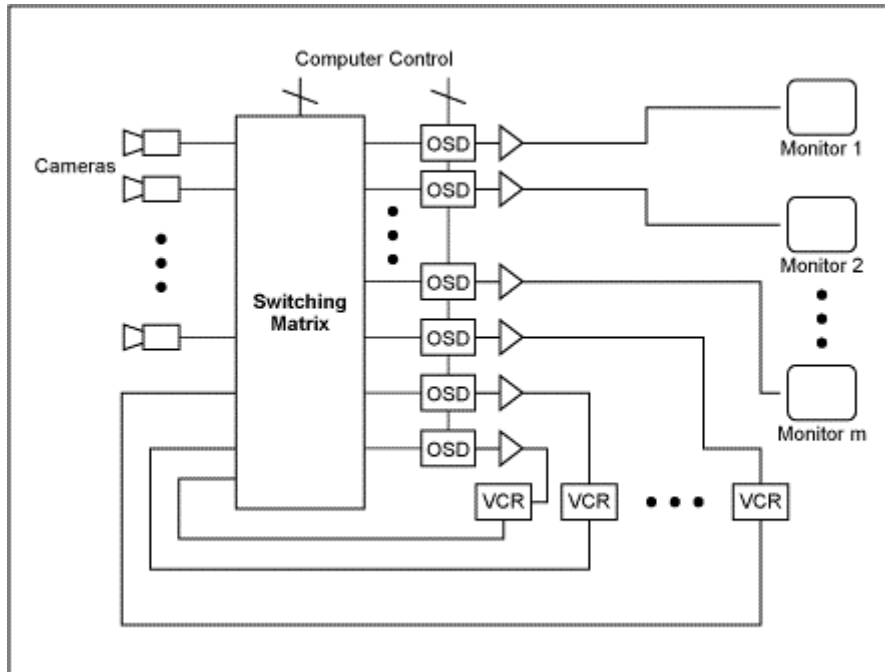 Computer Control
Cameras
OSD
Monitor 1
OSD
Monitor 2
OSD
Switching
Matrix
OSD
OSD
Monitor m
OSD
VCR
VCR
VCR